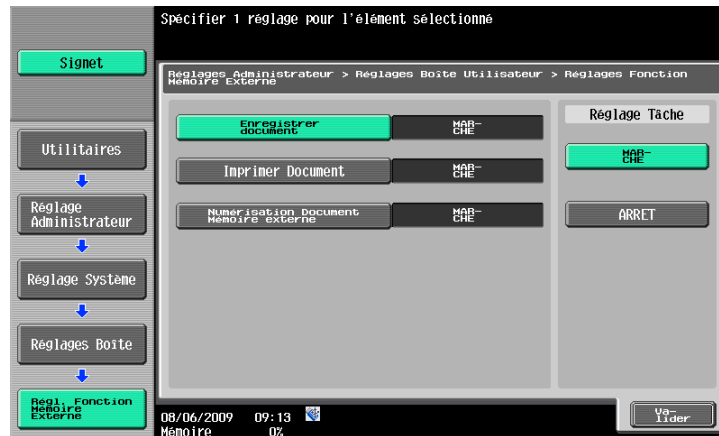 Spécifier 1 réglage pour l'élément sélectionné
Signet
Réglages Administrateur > Réglages Boîte Utilisateur > Réglages Fonction
Mémoire Externe
Enregistrer
document
MAR-
CHE
Réglage Tâche
MAR-
CHE
Utilitaires
Imprimer Document
MAR-
CHE
Réglage
Administrateur
Numérisation Document
Mémoire externe
MAR-
CHE
ARRET
Réglage Système
Réglages Boîte
Régl. Fonction
Mémoire
Externe
08/06/2009 09:13
Mémoire 0%
Va-
lider